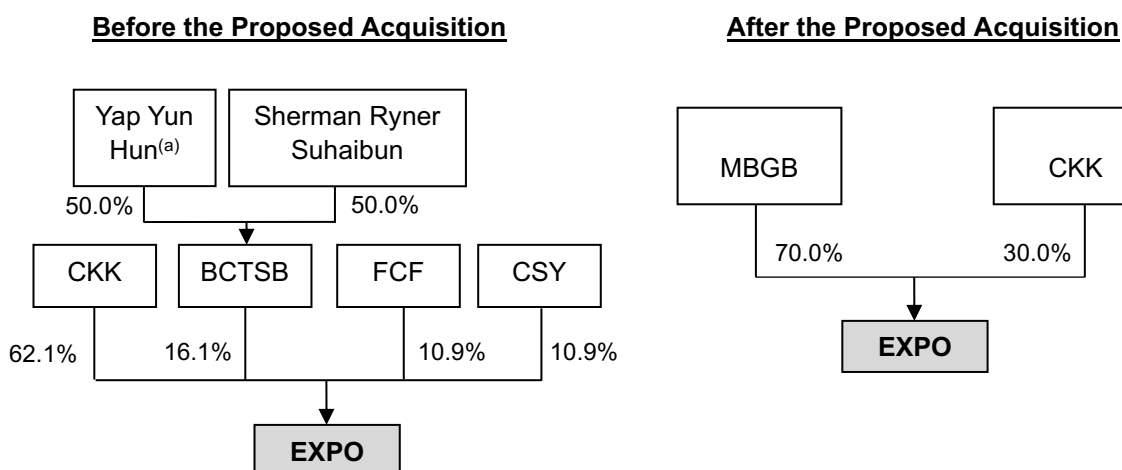 Before the Proposed Acquisition
After the Proposed Acquisition
Yap Yun
Hun(a)
Sherman Ryner
Suhaibun
50.0%
50.0%
CKK
BCTSB
FCF
CSY
62.1%
16.1%
10.9%
10.9%
EXPO
MBGB
CKK
70.0%
30.0%
EXPO